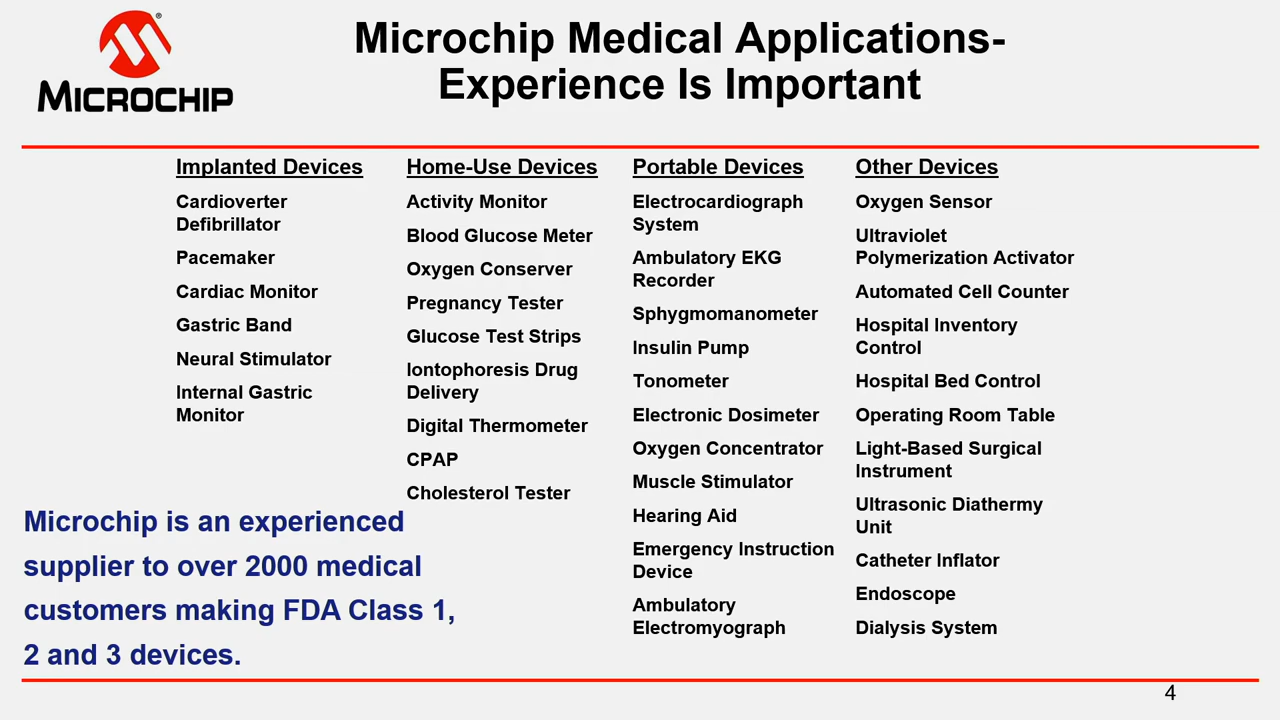 MICROCHIP
Microchip Medical Applications-
Experience Is Important
Implanted Devices
Cardioverter
Defibrillator
Pacemaker
Cardiac Monitor
Gastric Band
Neural Stimulator
Internal Gastric
Monitor
Home-Use Devices
Activity Monitor
Blood Glucose Meter
Oxygen Conserver
Pregnancy Tester
Glucose Test Strips
Iontophoresis Drug
Delivery
Digital Thermometer
CPAP
Cholesterol Tester
Portable Devices
Electrocardiograph
System
Ambulatory EKG
Recorder
Sphygmomanometer
Insulin Pump
Tonometer
Electronic Dosimeter
Oxygen Concentrator
Muscle Stimulator
Hearing Aid
Emergency Instruction
Device
Ambulatory
Electromyograph
Other Devices
Oxygen Sensor
Ultraviolet
Polymerization Activator
Automated Cell Counter
Hospital Inventory
Control
Hospital Bed Control
Operating Room Table
Light-Based Surgical
Instrument
Ultrasonic Diathermy
Unit
Catheter Inflator
Endoscope
Dialysis System
Microchip is an experienced
supplier to over 2000 medical
customers making FDA Class 1,
2 and 3 devices.
4